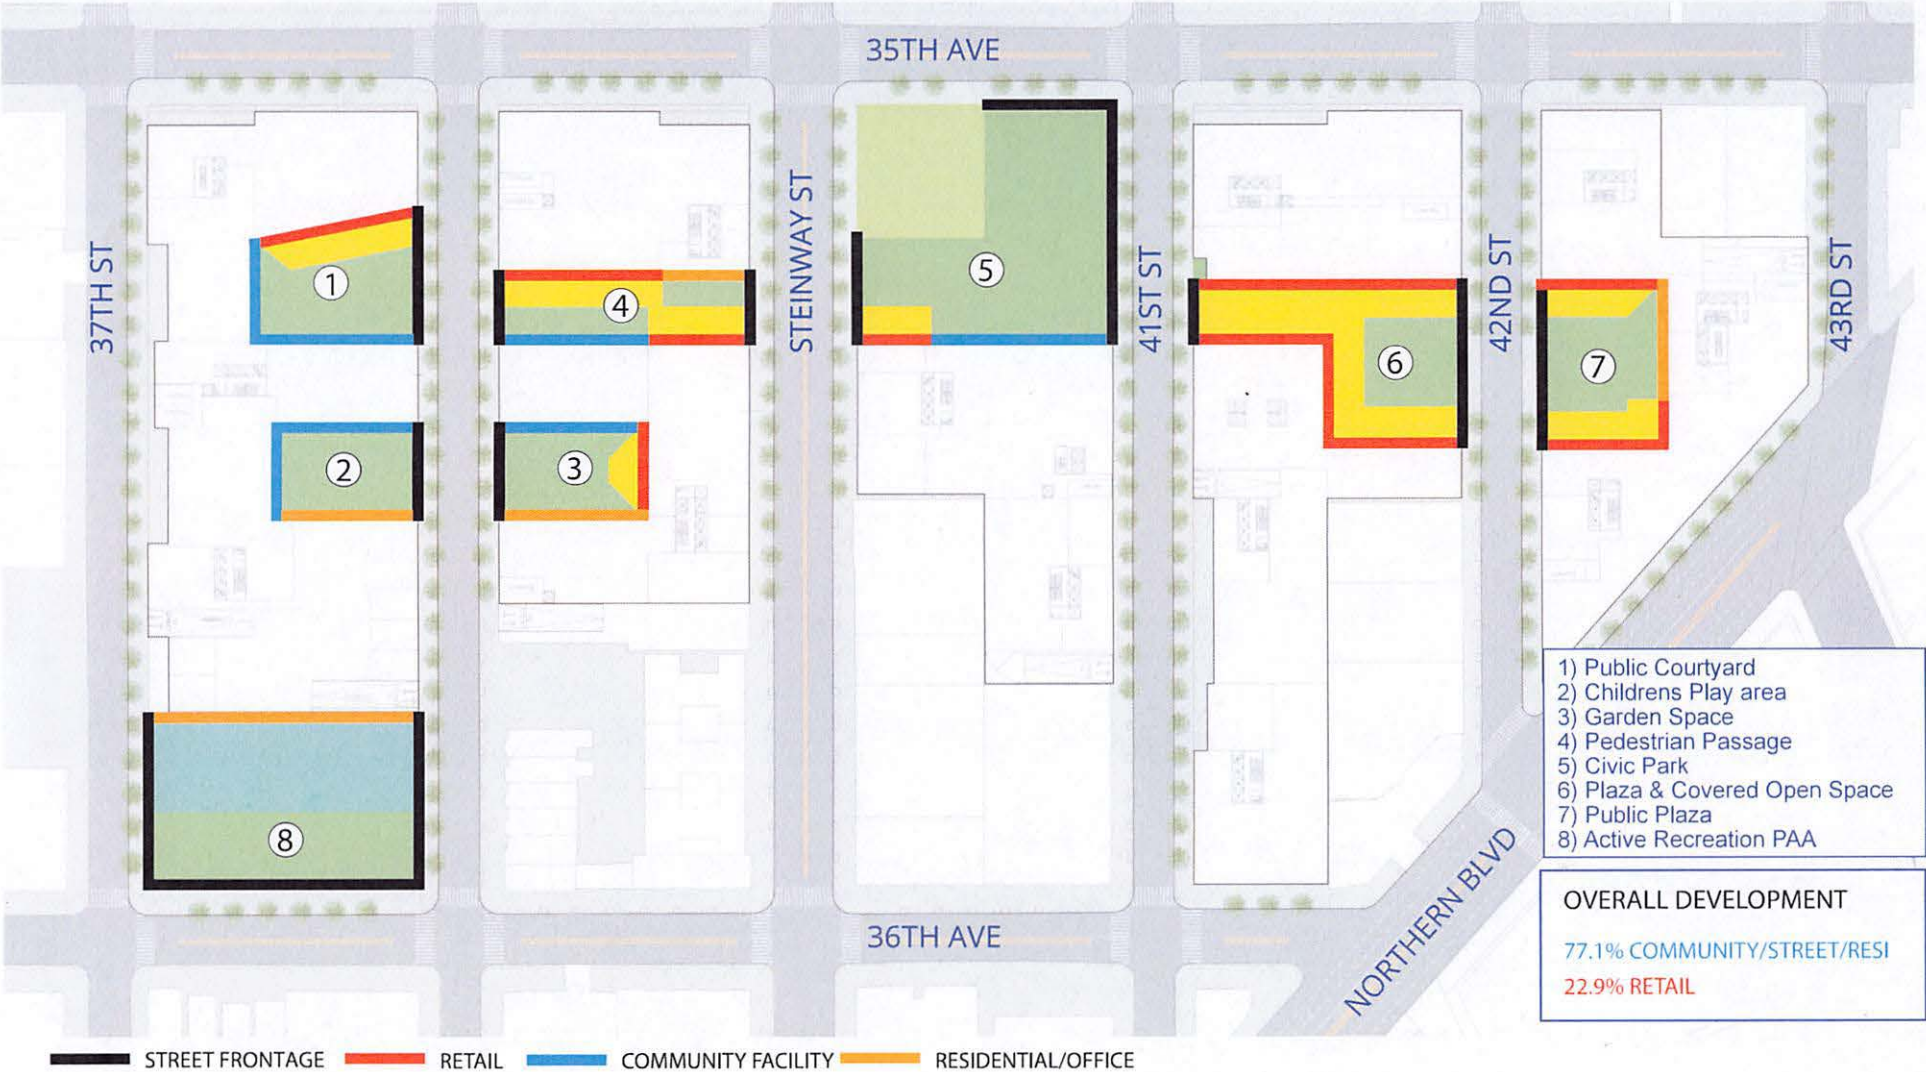 35TH AVE
37TH ST
STEINWAY ST
41ST ST
42ND ST
43RD ST
1
2
3
4
5
6
7
8
36TH AVE
NORTHERN BLVD
1) Public Courtyard
2) Childrens Play area
3) Garden Space
4) Pedestrian Passage
5) Civic Park
6) Plaza & Covered Open Space
7) Public Plaza
8) Active Recreation PAA
OVERALL DEVELOPMENT
77.1% COMMUNITY/STREET/RESI
22.9% RETAIL
STREET FRONTAGE RETAIL COMMUNITY FACILITY RESIDENTIAL/OFFICE